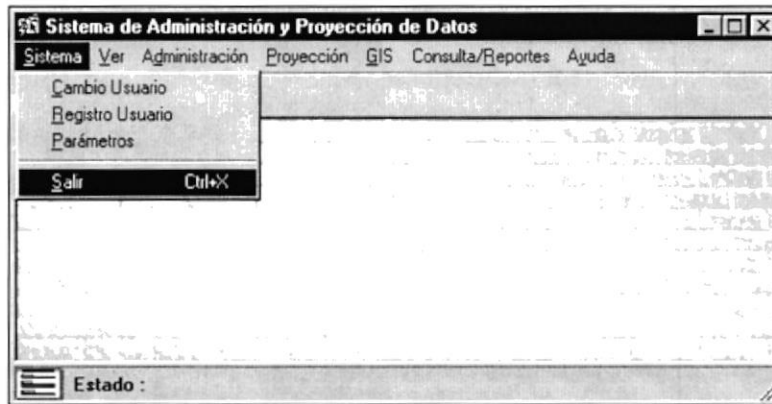 Sistema de Administración y Proyección de Datos
Sistema Ver Administración Proyección GIS Consulta/Reportes Ayuda
Cambio Usuario
Registro Usuario
Parámetros
Salir Ctrl+X
Estado :